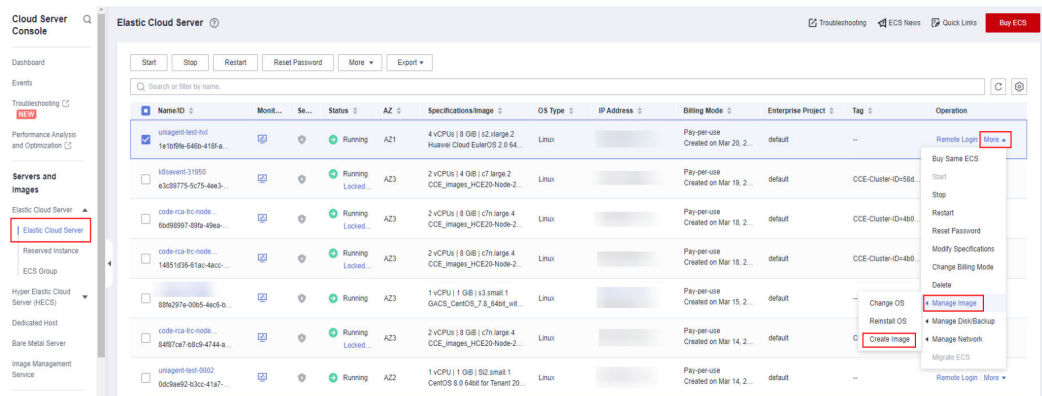 Cloud Server
Console
Dashboard
Events
Troubleshooting
NEW
Performance Analysis
and Optimization
Servers and
Images
Elastic Cloud Server
Elastic Cloud Server
Reserved Instance
ECS Group
Hyper Elastic Cloud
Server (HECS)
Dedicated Host
Bare Metal Server
Image Management
Service
Elastic Cloud Server
Troubleshooting ECS News Quick Links Buy ECS
Start Stop Restart Reset Password More Export
Search or filter by name.
Name/ID Monit... Se... Status AZ Specifications/Image OS Type IP Address Billing Mode Enterprise Project Tag Operation
uniagent-test-hxl Running AZ1 4 vCPUs | 8 GiB | s2.xlarge.2 Linux Pay-per-use default -- Remote Login More
1e1bf9fe-646b-416f-a... Huawei Cloud EulerOS 2.0 64... Created on Mar 20, 2...
k8sevent-31950 Running AZ3 2 vCPUs | 4 GiB | c7.large.2 Linux Pay-per-use default CCE-Cluster-ID=58d...
e3c89775-5c75-4ee3-... Locked... CCE_images_HCE20-Node-2... Created on Mar 19, 2...
code-rca-trc-node... Running AZ3 2 vCPUs | 8 GiB | c7n.large.4 Linux Pay-per-use default CCE-Cluster-ID=4b0...
6bd98997-89fa-49ea-... Locked... CCE_images_HCE20-Node-2... Created on Mar 18, 2...
code-rca-trc-node... Running AZ3 2 vCPUs | 8 GiB | c7n.large.4 Linux Pay-per-use default CCE-Cluster-ID=4b0...
14851d36-61ac-4acc-... Locked... CCE_images_HCE20-Node-2... Created on Mar 18, 2...
Running AZ3 1 vCPU | 1 GiB | s3.small.1 Linux Pay-per-use default --
88fe297e-00b5-4ec6-b... GACS_CentOS_7.8_64bit_wit... Created on Mar 15, 2...
code-rca-trc-node... Running AZ3 2 vCPUs | 8 GiB | c7n.large.4 Linux Pay-per-use default C
84f87ce7-b8c9-4744-a... Locked... CCE_images_HCE20-Node-2... Created on Mar 14, 2...
uniagent-test-0002 Running AZ2 1 vCPU | 1 GiB | Si2.small.1 Linux Pay-per-use default -- Remote Login More
0dc9ae92-b3cc-41a7-... CentOS 8.0 64bit for Tenant 20... Created on Mar 14, 2...
Buy Same ECS
Start
Stop
Restart
Reset Password
Modify Specifications
Change Billing Mode
Delete
Manage Image
Manage Disk/Backup
Manage Network
Migrate ECS
Change OS
Reinstall OS
Create Image